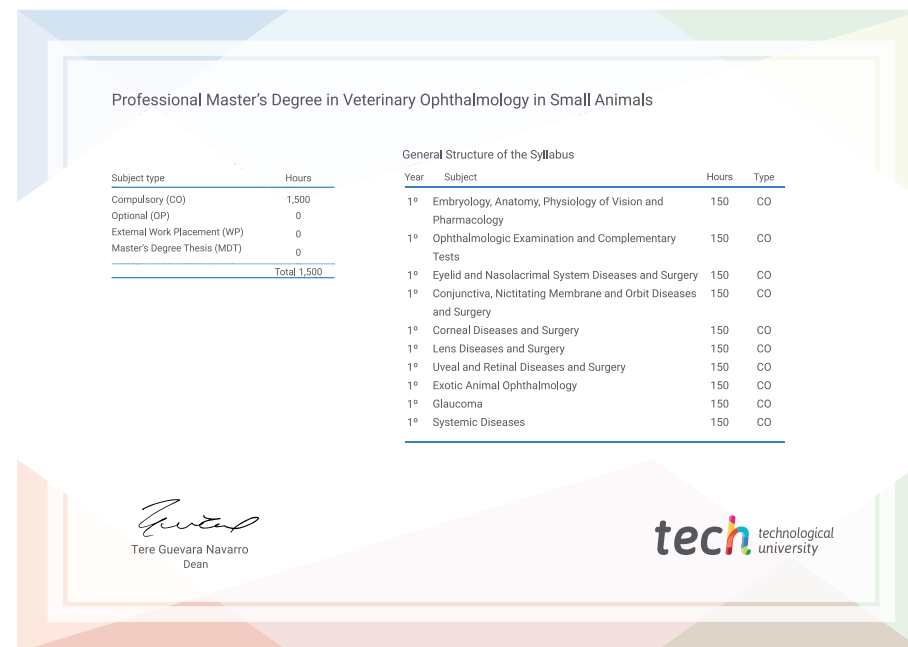 Professional Master's Degree in Veterinary Ophthalmology in Small Animals
Subject type Hours
Compulsory (CO) 1,500
Optional (OP) 0
External Work Placement (WP) 0
Master's Degree Thesis (MDT) 0
Total 1,500
General Structure of the Syllabus
Year Subject Hours Type
1º Embryology, Anatomy, Physiology of Vision and 150 CO
Pharmacology
1º Ophthalmologic Examination and Complementary 150 CO
Tests
1º Eyelid and Nasolacrimal System Diseases and Surgery 150 CO
1º Conjunctiva, Nictitating Membrane and Orbit Diseases 150 CO
and Surgery
1º Corneal Diseases and Surgery 150 CO
1º Lens Diseases and Surgery 150 CO
1º Uveal and Retinal Diseases and Surgery 150 CO
1º Exotic Animal Ophthalmology 150 CO
1º Glaucoma 150 CO
1º Systemic Diseases 150 CO
Tere Guevara Navarro
Dean
tech technological
university